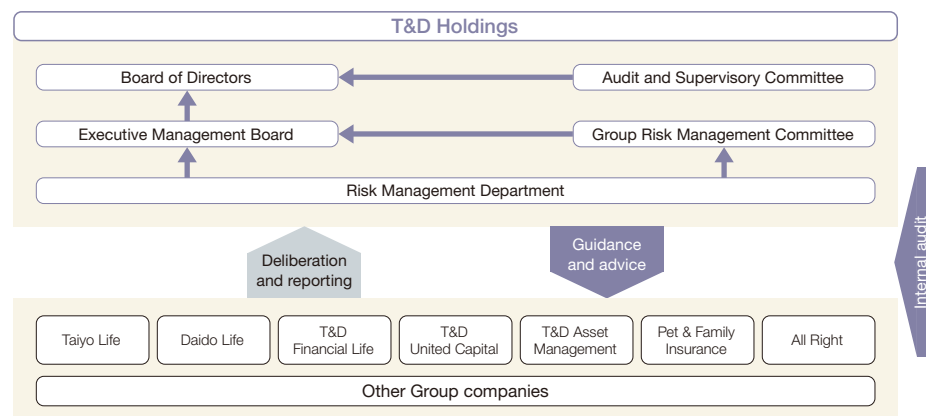 T&D Holdings
Board of Directors
Audit and Supervisory Committee
Executive Management Board
Group Risk Management Committee
Risk Management Department
Deliberation
and reporting
Guidance
and advice
Internal audit
Taiyo Life
Daido Life
T&D
Financial Life
T&D
United Capital
T&D Asset
Management
Pet & Family
Insurance
All Right
Other Group companies